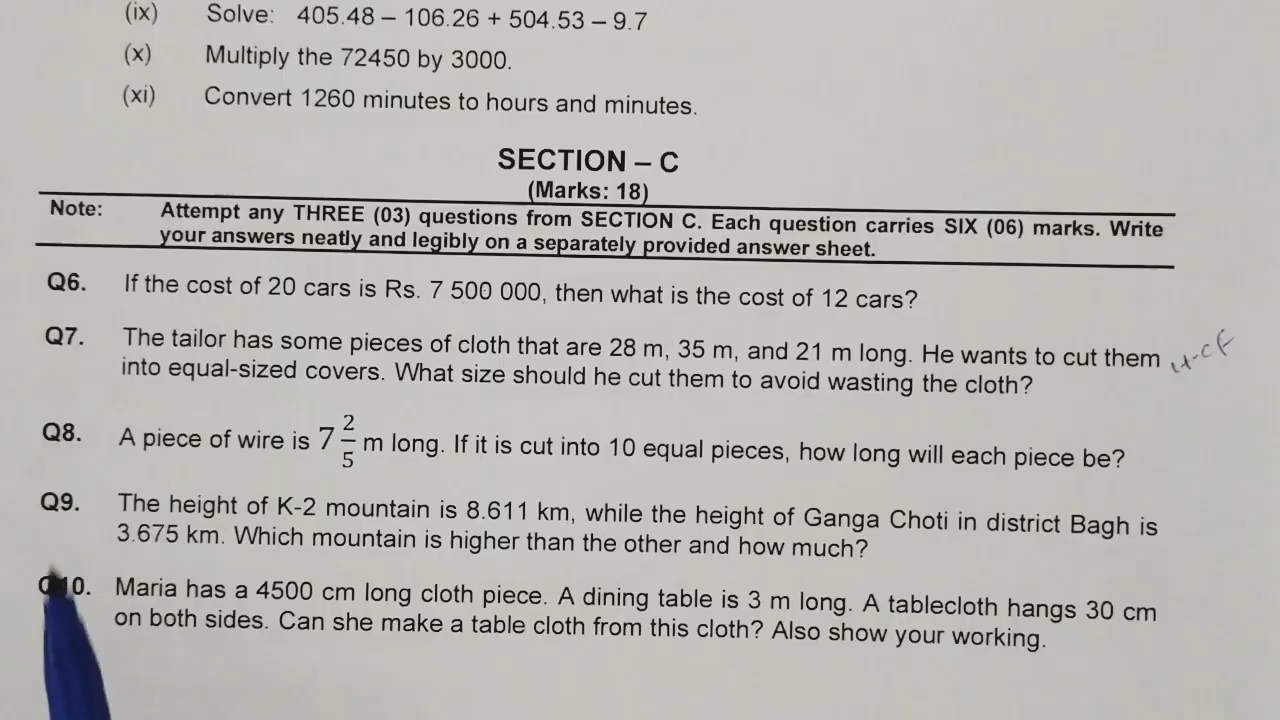 (ix) Solve: 405.48 – 106.26 + 504.53 – 9.7
(x) Multiply the 72450 by 3000.
(xi) Convert 1260 minutes to hours and minutes.
SECTION – C
(Marks: 18)
Note: Attempt any THREE (03) questions from SECTION C. Each question carries SIX (06) marks. Write
your answers neatly and legibly on a separately provided answer sheet.
Q6. If the cost of 20 cars is Rs. 7 500 000, then what is the cost of 12 cars?
Q7. The tailor has some pieces of cloth that are 28 m, 35 m, and 21 m long. He wants to cut them H-CF
into equal-sized covers. What size should he cut them to avoid wasting the cloth?
Q8. A piece of wire is 7 2/5 m long. If it is cut into 10 equal pieces, how long will each piece be?
Q9. The height of K-2 mountain is 8.611 km, while the height of Ganga Choti in district Bagh is
3.675 km. Which mountain is higher than the other and how much?
Q10. Maria has a 4500 cm long cloth piece. A dining table is 3 m long. A tablecloth hangs 30 cm
on both sides. Can she make a table cloth from this cloth? Also show your working.